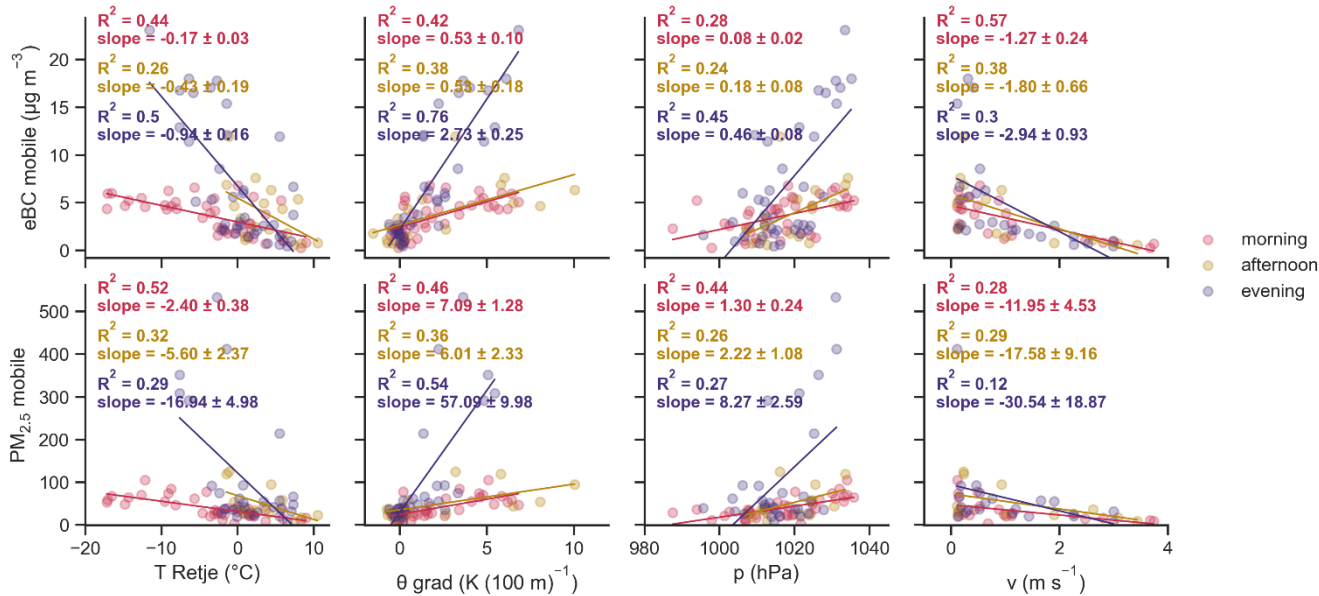 R² = 0.44
slope = -0.17 ± 0.03
R² = 0.26
slope = -0.43 ± 0.19
R² = 0.5
slope = -0.94 ± 0.16
R² = 0.42
slope = 0.53 ± 0.10
R² = 0.38
slope = 0.53 ± 0.18
R² = 0.76
slope = 2.73 ± 0.25
R² = 0.28
slope = 0.08 ± 0.02
R² = 0.24
slope = 0.18 ± 0.08
R² = 0.45
slope = 0.46 ± 0.08
R² = 0.57
slope = -1.27 ± 0.24
R² = 0.38
slope = -1.80 ± 0.66
R² = 0.3
slope = -2.94 ± 0.93
eBC mobile (µg m⁻³)
20
15
10
5
0
morning
afternoon
evening
R² = 0.52
slope = -2.40 ± 0.38
R² = 0.32
slope = -5.60 ± 2.37
R² = 0.29
slope = -16.94 ± 4.98
R² = 0.46
slope = 7.09 ± 1.28
R² = 0.36
slope = 6.01 ± 2.33
R² = 0.54
slope = 57.09 ± 9.98
R² = 0.44
slope = 1.30 ± 0.24
R² = 0.26
slope = 2.22 ± 1.08
R² = 0.27
slope = 8.27 ± 2.59
R² = 0.28
slope = -11.95 ± 4.53
R² = 0.29
slope = -17.58 ± 9.16
R² = 0.12
slope = -30.54 ± 18.87
PM₂.₅ mobile
500
400
300
200
100
0
−20 −10 0 10
T Retje (°C)
0 5 10
θ grad (K (100 m)⁻¹)
980 1000 1020 1040
p (hPa)
0 2 4
v (m s⁻¹)